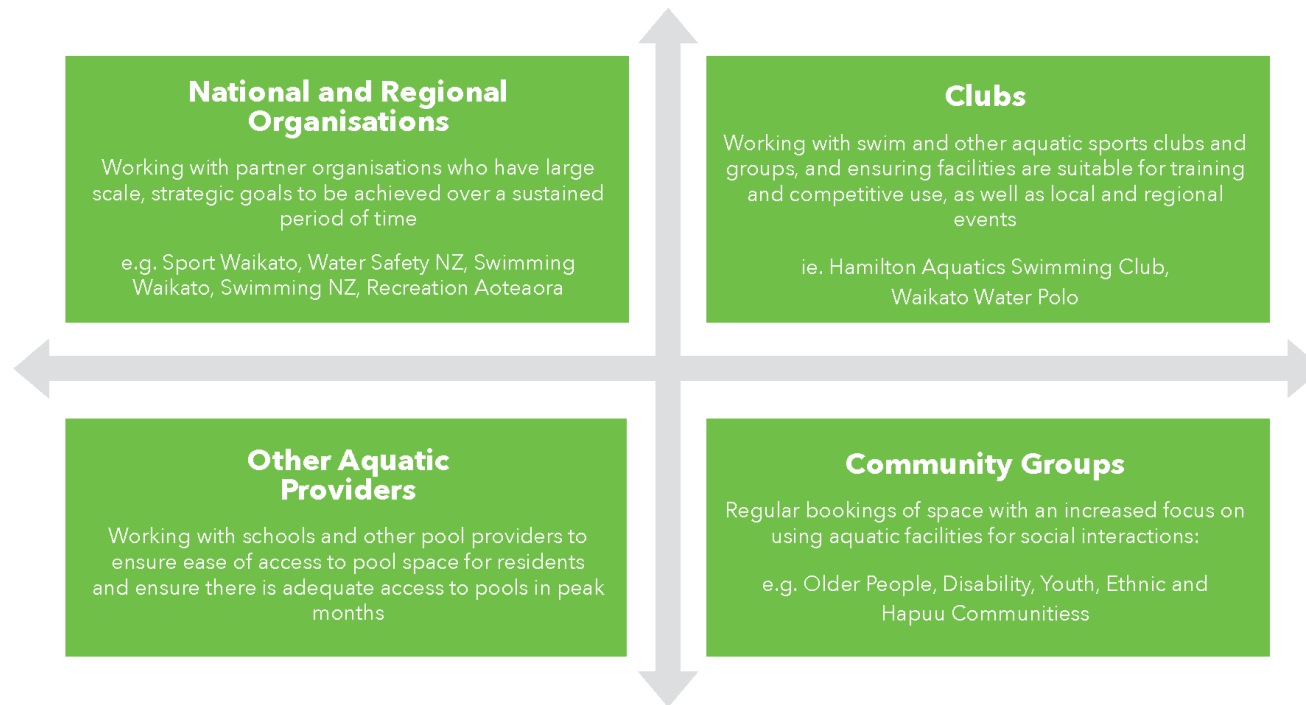 National and Regional
Organisations
Working with partner organisations who have large
scale, strategic goals to be achieved over a sustained
period of time
e.g. Sport Waikato, Water Safety NZ, Swimming
Waikato, Swimming NZ, Recreation Aoteaora
Clubs
Working with swim and other aquatic sports clubs and
groups, and ensuring facilities are suitable for training
and competitive use, as well as local and regional
events
ie. Hamilton Aquatics Swimming Club,
Waikato Water Polo
Other Aquatic
Providers
Working with schools and other pool providers to
ensure ease of access to pool space for residents
and ensure there is adequate access to pools in peak
months
Community Groups
Regular bookings of space with an increased focus on
using aquatic facilities for social interactions:
e.g. Older People, Disability, Youth, Ethnic and
Hapuu Communitiess